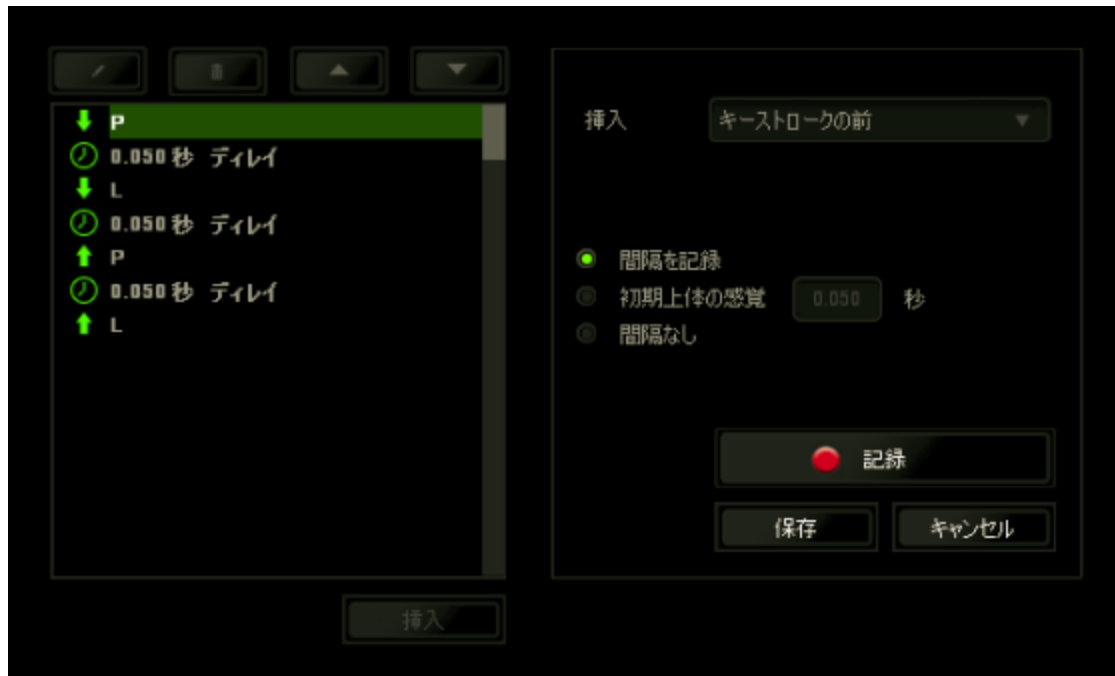 P
0.050 秒 ディレイ
L
0.050 秒 ディレイ
P
0.050 秒 ディレイ
L
挿入
挿入 キーストロークの前
間隔を記録
初期上体の感覚 0.050 秒
間隔なし
記録
保存 キャンセル